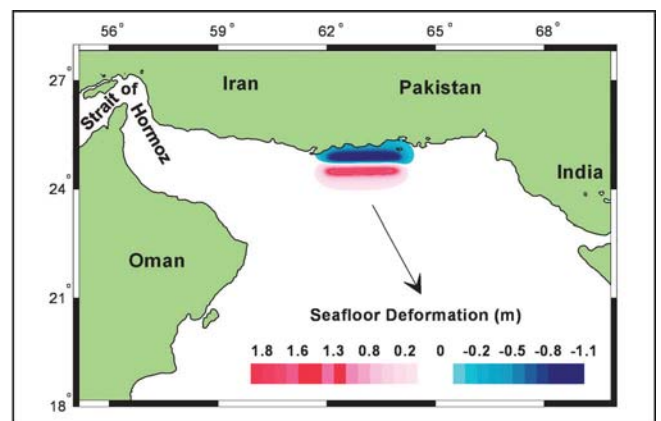 56° 59° 62° 65° 68°
27°
24°
21°
18°
Iran
Pakistan
Strait of
Hormoz
India
Oman
Seafloor Deformation (m)
1.8 1.6 1.3 0.8 0.2 0 -0.2 -0.5 -0.8 -1.1